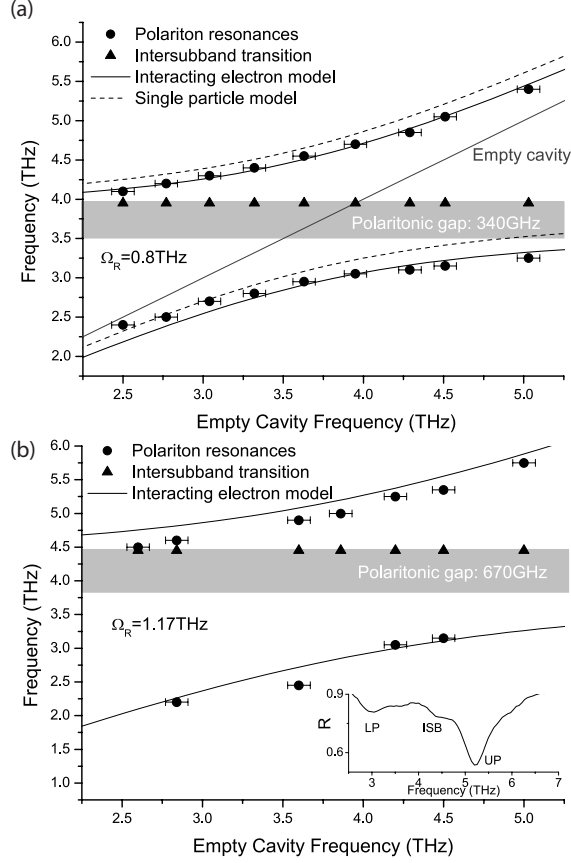 (a)
Polariton resonances
Intersubband transition
Interacting electron model
Single particle model
Empty cavity
Polaritonic gap: 340GHz
Ω_R=0.8THz
Frequency (THz)
6.0
5.5
5.0
4.5
4.0
3.5
3.0
2.5
2.0
2.5 3.0 3.5 4.0 4.5 5.0
Empty Cavity Frequency (THz)
(b)
Polariton resonances
Intersubband transition
Interacting electron model
Polaritonic gap: 670GHz
Ω_R=1.17THz
Frequency (THz)
6.0
5.5
5.0
4.5
4.0
3.5
3.0
2.5
2.0
1.5
1.0
R
0.9
0.6
LP
ISB
UP
3 4 5 6 7
Frequency (THz)
2.5 3.0 3.5 4.0 4.5 5.0
Empty Cavity Frequency (THz)